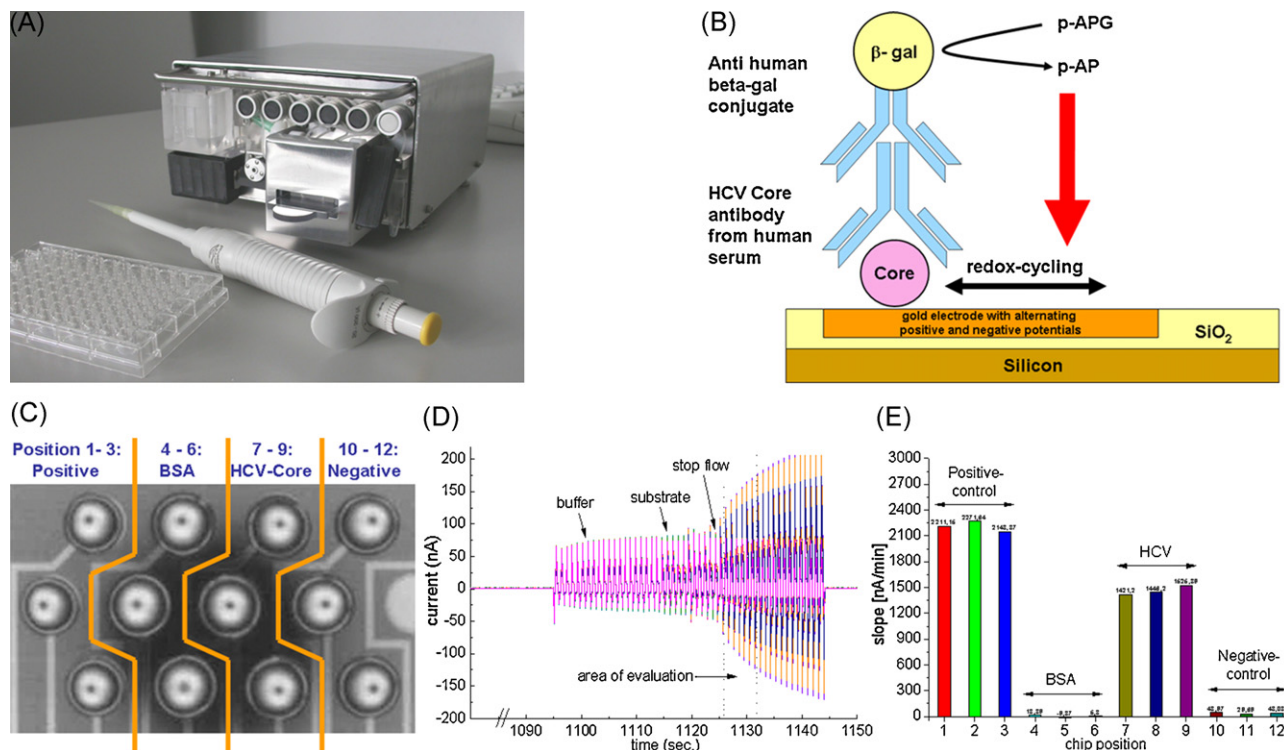 (A)
(B)
β- gal
p-APG
p-AP
Anti human
beta-gal
conjugate
HCV Core
antibody
from human
serum
Core
redox-cycling
gold electrode with alternating
positive and negative potentials
SiO2
Silicon
(C)
Position 1- 3:
Positive
4 - 6:
BSA
7 - 9:
HCV-Core
10 - 12:
Negative
(D)
200
150
100
50
0
-50
-100
-150
-200
current (nA)
buffer
substrate
stop flow
area of evaluation
1090
1100
1110
1120
1130
1140
1150
time (sec.)
(E)
3000
2700
2400
2100
1800
1500
1200
900
600
300
0
slope [nA/min]
Positive-
control
BSA
HCV
Negative-
control
1
2
3
4
5
6
7
8
9
10
11
12
chip position